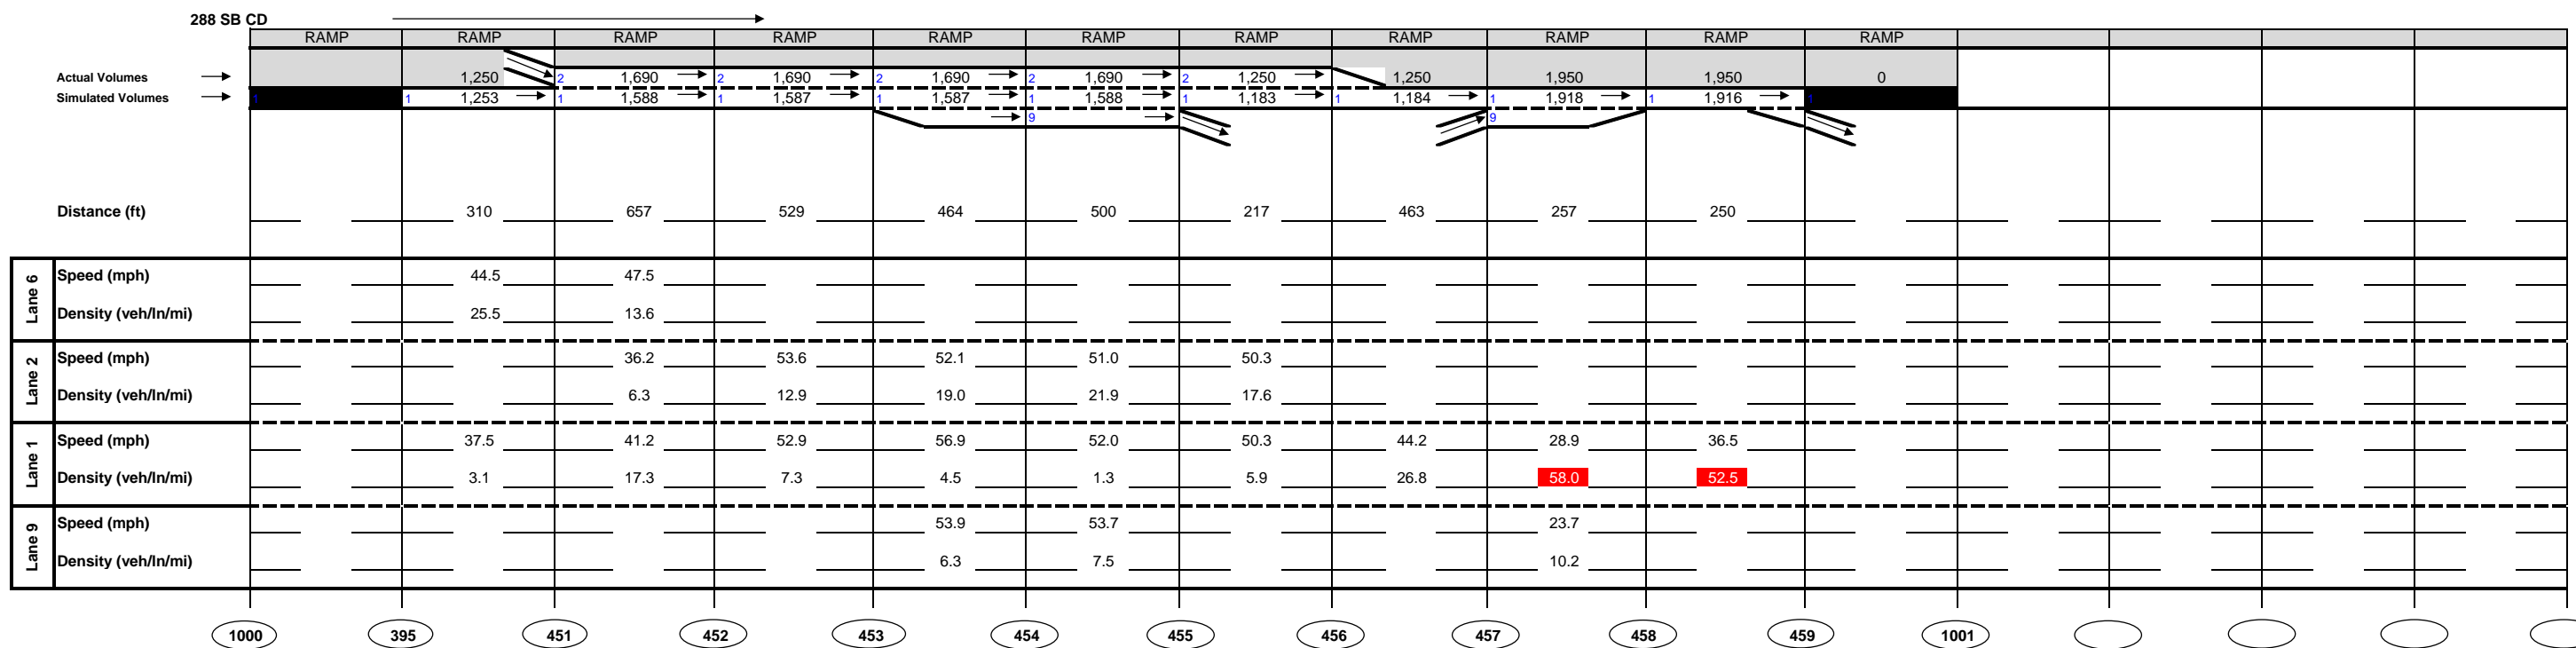 288 SB CD
RAMP RAMP RAMP RAMP RAMP RAMP RAMP RAMP RAMP RAMP RAMP
Actual Volumes 1,250 2 1,690 2 1,690 2 1,690 2 1,690 2 1,250 1,250 1,950 1,950 0
Simulated Volumes 1 1 1,253 1 1,588 1 1,587 1 1,587 1 1,588 1 1,183 1 1,184 1 1,918 1 1,916 1
9 9
Distance (ft) 310 657 529 464 500 217 463 257 250
Lane 6
Speed (mph) 44.5 47.5
Density (veh/ln/mi) 25.5 13.6
Lane 2
Speed (mph) 36.2 53.6 52.1 51.0 50.3
Density (veh/ln/mi) 6.3 12.9 19.0 21.9 17.6
Lane 1
Speed (mph) 37.5 41.2 52.9 56.9 52.0 50.3 44.2 28.9 36.5
Density (veh/ln/mi) 3.1 17.3 7.3 4.5 1.3 5.9 26.8 58.0 52.5
Lane 9
Speed (mph) 53.9 53.7 23.7
Density (veh/ln/mi) 6.3 7.5 10.2
1000 395 451 452 453 454 455 456 457 458 459 1001